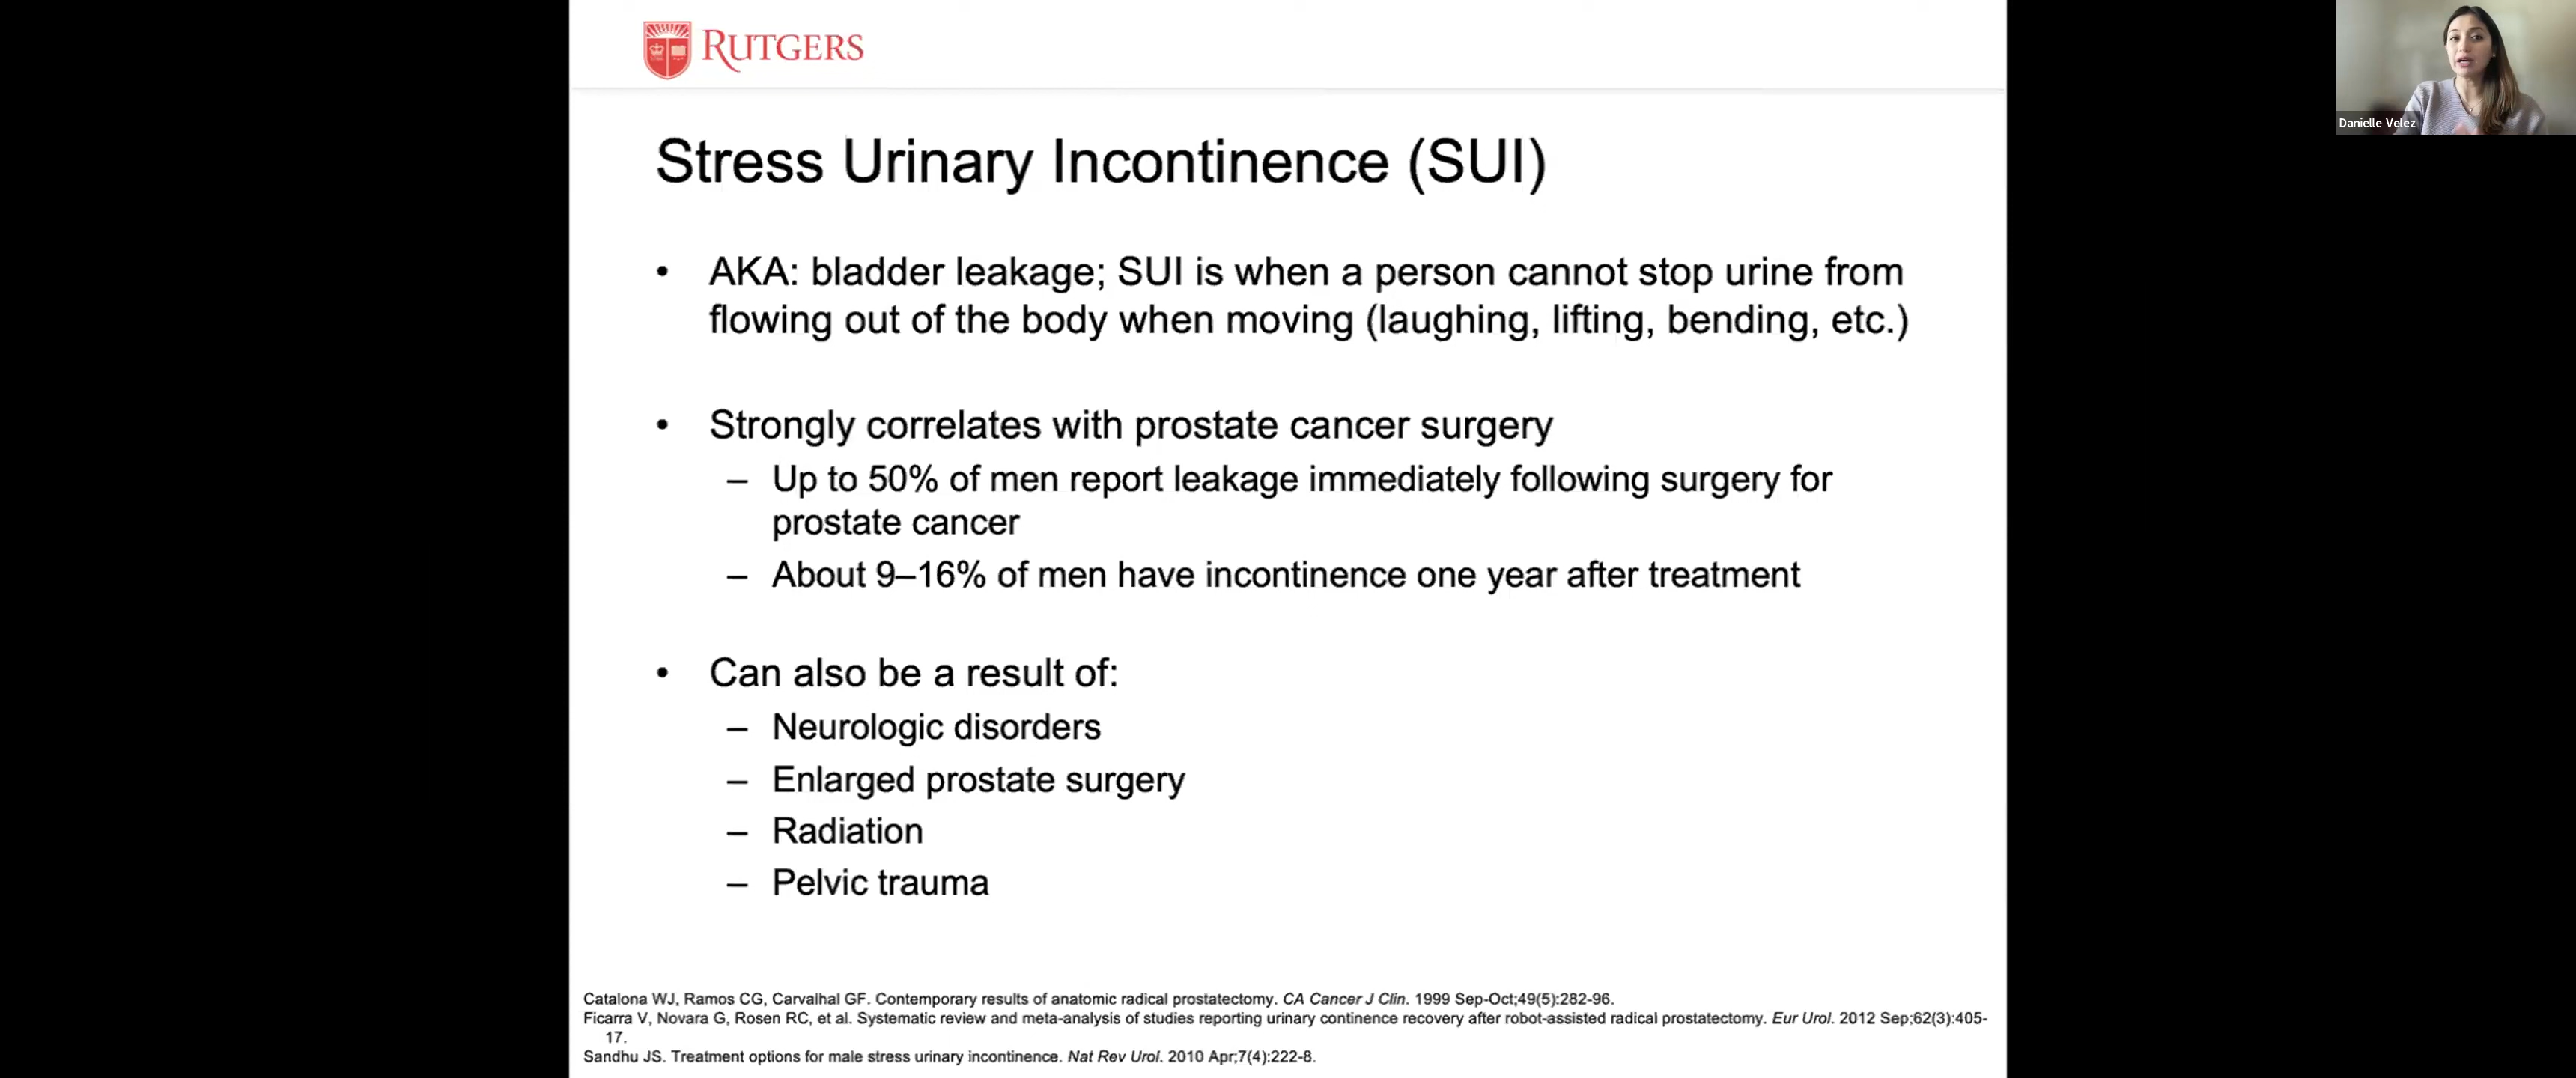 RUTGERS
Danielle Velez
Stress Urinary Incontinence (SUI)
• AKA: bladder leakage; SUI is when a person cannot stop urine from
flowing out of the body when moving (laughing, lifting, bending, etc.)
• Strongly correlates with prostate cancer surgery
– Up to 50% of men report leakage immediately following surgery for
prostate cancer
– About 9–16% of men have incontinence one year after treatment
• Can also be a result of:
– Neurologic disorders
– Enlarged prostate surgery
– Radiation
– Pelvic trauma
Catalona WJ, Ramos CG, Carvalhal GF. Contemporary results of anatomic radical prostatectomy. CA Cancer J Clin. 1999 Sep-Oct;49(5):282-96.
Ficarra V, Novara G, Rosen RC, et al. Systematic review and meta-analysis of studies reporting urinary continence recovery after robot-assisted radical prostatectomy. Eur Urol. 2012 Sep;62(3):405-
17.
Sandhu JS. Treatment options for male stress urinary incontinence. Nat Rev Urol. 2010 Apr;7(4):222-8.